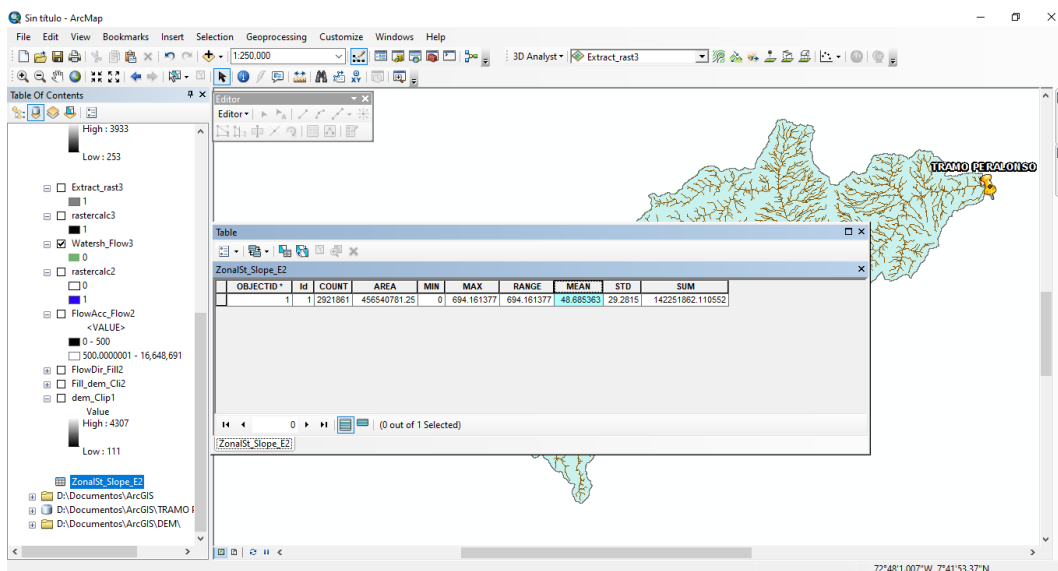 Sin título - ArcMap
File Edit View Bookmarks Insert Selection Geoprocessing Customize Windows Help
1:250,000
3D Analyst Extract_rast3
Table Of Contents
High : 3933
Low : 253
Extract_rast3
1
rastercalc3
1
Watersh_Flow3
0
rastercalc2
0
1
FlowAcc_Flow2
<VALUE>
0 - 500
500.0000001 - 16,648,691
FlowDir_Fill2
Fill_dem_Cli2
dem_Clip1
Value
High : 4307
Low : 111
ZonalSt_Slope_E2
D:\Documentos\ArcGIS
D:\Documentos\ArcGIS\TRAMO
D:\Documentos\ArcGIS\DEM\
Editor
Editor
TRAMO PERALONSO
Table
ZonalSt_Slope_E2
OBJECTID * Id COUNT AREA MIN MAX RANGE MEAN STD SUM
1 1 2921861 456540781.25 0 694.161377 694.161377 48.685363 29.2815 142251862.110552
0 (0 out of 1 Selected)
ZonalSt_Slope_E2
72°48'1.007"W 7°41'53.37"N